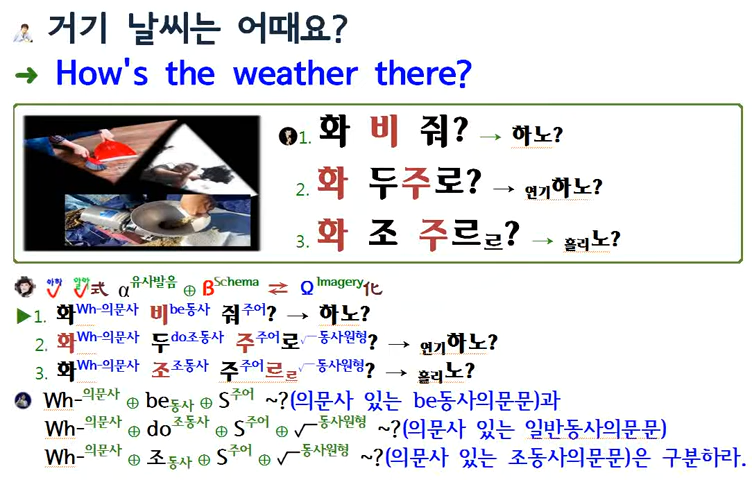 거기 날씨는 어때요?
➜ How's the weather there?
1. 화 비 줘? → 하노?
2. 화 두주로? → 연기하노?
3. 화 조 주르르? → 흘리노?
아하 알아 式 α유사발음 ⊕ βSchema ⇄ Ω Imagery化
▶1. 화Wh-의문사 비be동사 줘주어? → 하노?
2. 화Wh-의문사 두do조동사 주주어로√동사원형? → 연기하노?
3. 화Wh-의문사 조조동사 주주어르르√동사원형? → 흘리노?
Wh-의문사 ⊕ be동사 ⊕ S주어 ~?(의문사 있는 be동사의문문)과
Wh-의문사 ⊕ do조동사 ⊕ S주어 ⊕ √동사원형 ~?(의문사 있는 일반동사의문문)
Wh-의문사 ⊕ 조동사 ⊕ S주어 ⊕ √동사원형 ~?(의문사 있는 조동사의문문)은 구분하라.